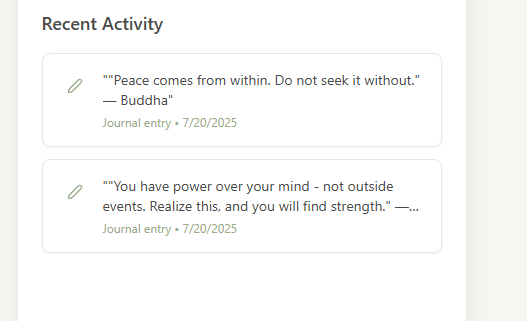 Recent Activity
""Peace comes from within. Do not seek it without."
— Buddha"
Journal entry • 7/20/2025
""You have power over your mind - not outside
events. Realize this, and you will find strength." —...
Journal entry • 7/20/2025